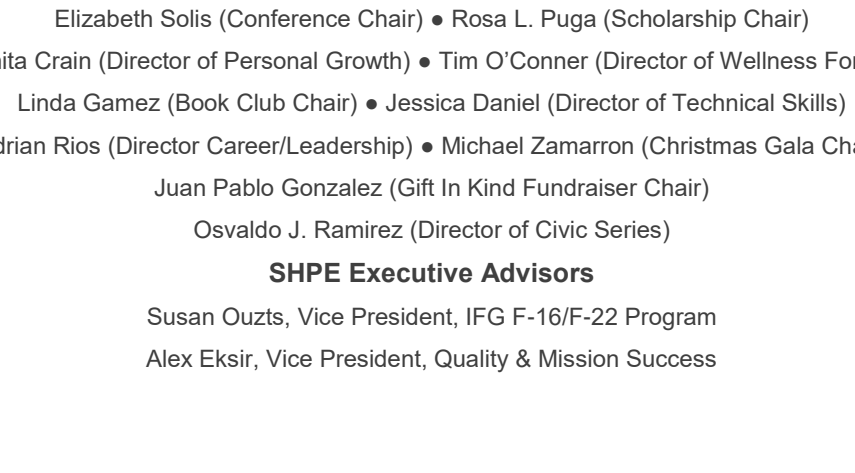 Elizabeth Solis (Conference Chair) ● Rosa L. Puga (Scholarship Chair)
Crain (Director of Personal Growth) ● Tim O’Conner (Director of Wellness
Linda Gamez (Book Club Chair) ● Jessica Daniel (Director of Technical Skills)
Rios (Director Career/Leadership) ● Michael Zamarron (Christmas Gala
Juan Pablo Gonzalez (Gift In Kind Fundraiser Chair)
Osvaldo J. Ramirez (Director of Civic Series)
SHPE Executive Advisors
Susan Ouzts, Vice President, IFG F-16/F-22 Program
Alex Eksir, Vice President, Quality & Mission Success